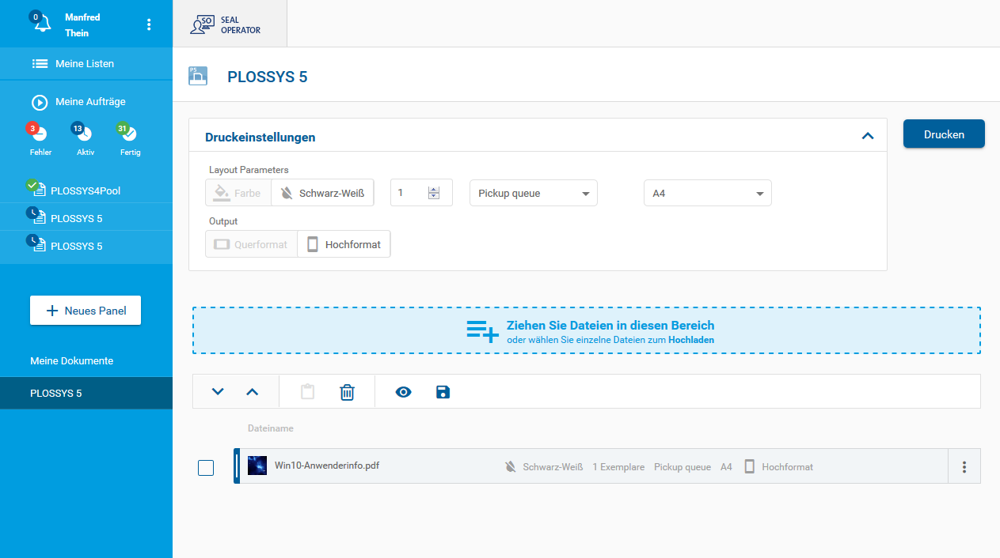 0
Manfred
Thein
SO
SEAL
OPERATOR
Meine Listen
P5
PLOSSYS 5
Meine Aufträge
3
13
31
Fehler
Aktiv
Fertig
PLOSSYS4Pool
PLOSSYS 5
PLOSSYS 5
Neues Panel
Meine Dokumente
PLOSSYS 5
Druckeinstellungen
Drucken
Layout Parameters
Farbe
Schwarz-Weiß
1
Pickup queue
A4
Output
Querformat
Hochformat
Ziehen Sie Dateien in diesen Bereich
oder wählen Sie einzelne Dateien zum Hochladen
Dateiname
Win10-Anwenderinfo.pdf
Schwarz-Weiß
1 Exemplare
Pickup queue
A4
Hochformat